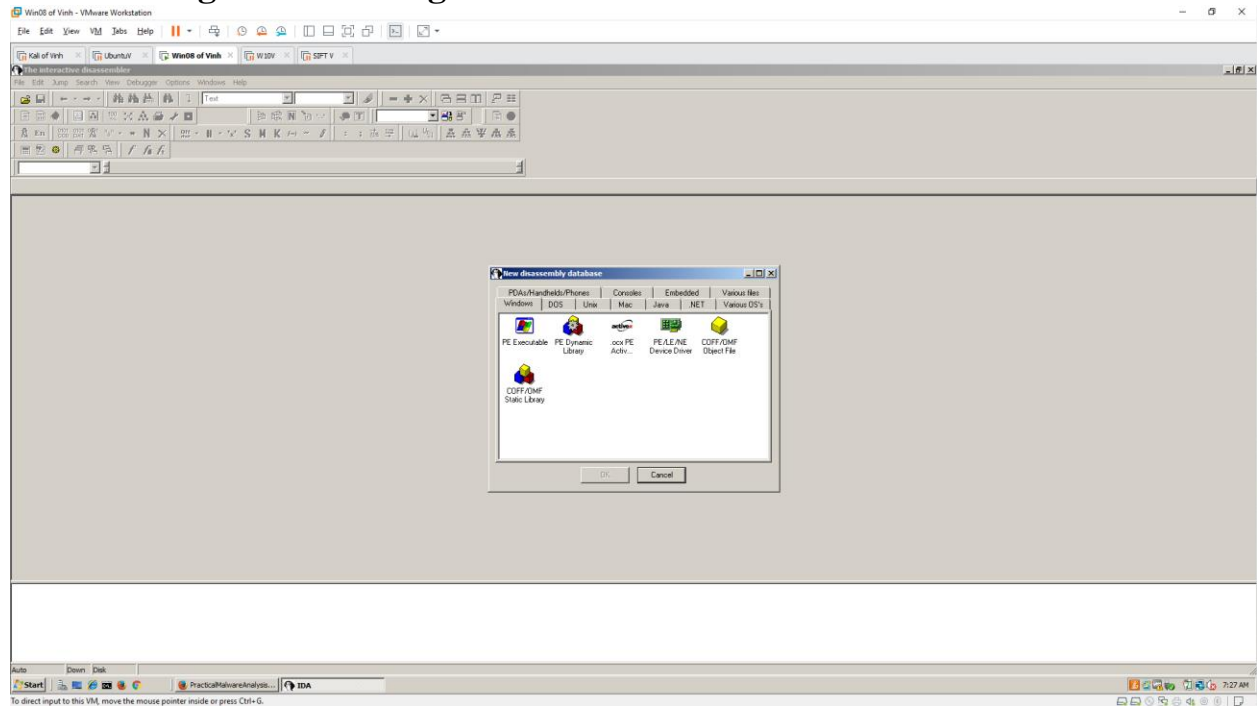 Win08 of Vinh - VMware Workstation
File Edit View VM Tabs Help
Kali of Vinh UbuntuV Win08 of Vinh W10V SIFT V
The interactive disassembler
File Edit Jump Search View Debugger Options Windows Help
Text
En
S M K
New disassembly database
PDAs/Handhelds/Phones Consoles Embedded Various files
Windows DOS Unix Mac Java .NET Various OS's
PE Executable PE Dynamic Library .ocx PE Activ... PE/LE/NE Device Driver COFF/OMF Object File
COFF/OMF Static Library
OK Cancel
Auto Down Disk
Start PracticalMalwareAnalysis... IDA 7:27 AM
To direct input to this VM, move the mouse pointer inside or press Ctrl+G.